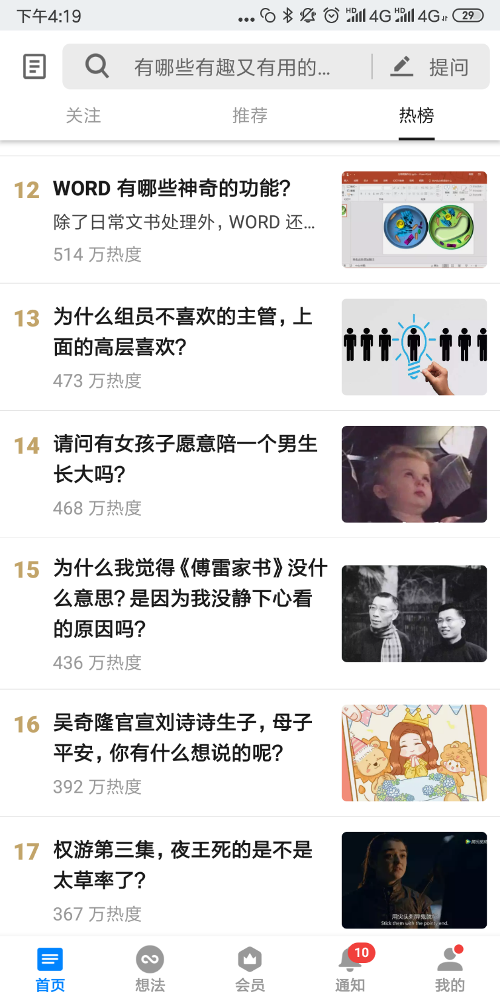 下午4:19
HD 4G HD 4G 29
有哪些有趣又有用的... 提问
关注 推荐 热榜
12 WORD 有哪些神奇的功能?
除了日常文书处理外, WORD 还...
514 万热度
13 为什么组员不喜欢的主管, 上
面的高层喜欢?
473 万热度
14 请问有女孩子愿意陪一个男生
长大吗?
468 万热度
15 为什么我觉得《傅雷家书》没什
么意思? 是因为我没静下心看
的原因吗?
436 万热度
16 吴奇隆官宣刘诗诗生子, 母子
平安, 你有什么想说的呢?
392 万热度
17 权游第三集, 夜王死的是不是
太草率了?
367 万热度
腾讯视频
用尖头刺异鬼就行
Stick them with the pointy end.
10
首页 想法 会员 通知 我的